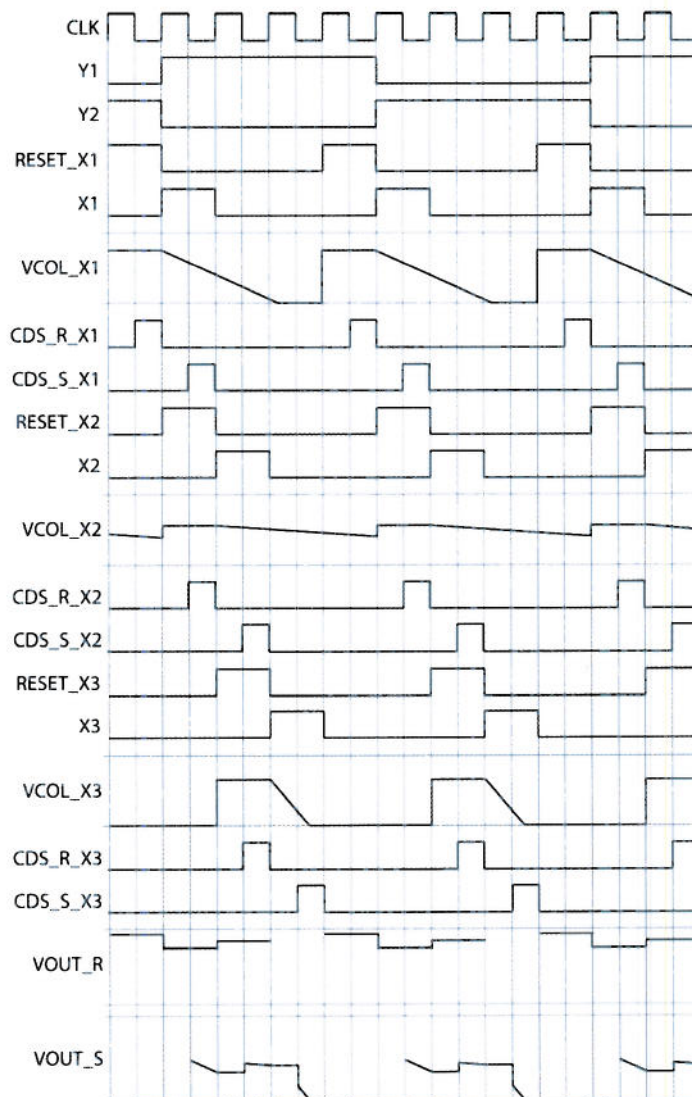 CLK
Y1
Y2
RESET_X1
X1
VCOL_X1
CDS_R_X1
CDS_S_X1
RESET_X2
X2
VCOL_X2
CDS_R_X2
CDS_S_X2
RESET_X3
X3
VCOL_X3
CDS_R_X3
CDS_S_X3
VOUT_R
VOUT_S